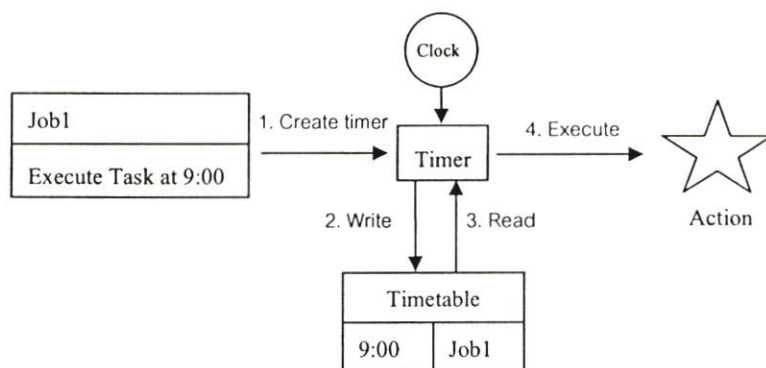 Clock
Job1
1. Create timer
4. Execute
Timer
Execute Task at 9:00
2. Write
3. Read
Action
Timetable
9:00
Job1